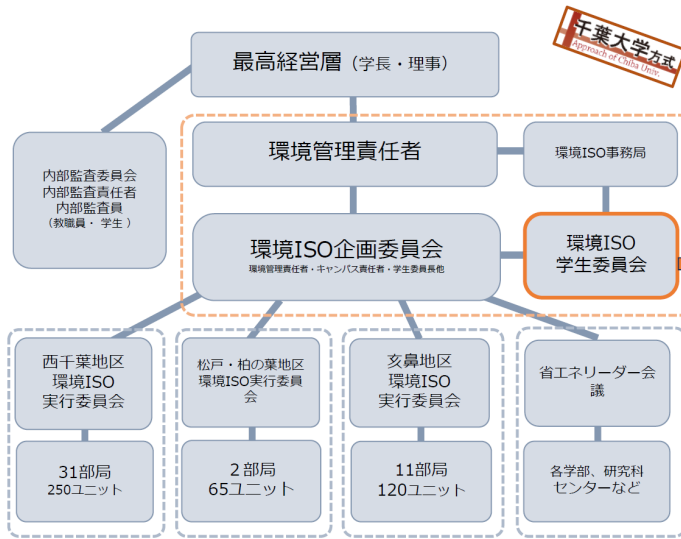 千葉大学方式
Approach of Chiba Univ.
最高経営層（学長・理事）
環境管理責任者
環境ISO事務局
内部監査委員会
内部監査責任者
内部監査員
（教職員・ 学生 ）
環境ISO企画委員会
環境管理責任者・キャンパス責任者・学生委員長他
環境ISO
学生委員会
西千葉地区
環境ISO
実行委員会
松戸・柏の葉地区
環境ISO実行委員
会
亥鼻地区
環境ISO
実行委員会
省エネリーダー会
議
31部局
250ユニット
２部局
65ユニット
11部局
120ユニット
各学部、研究科
センターなど